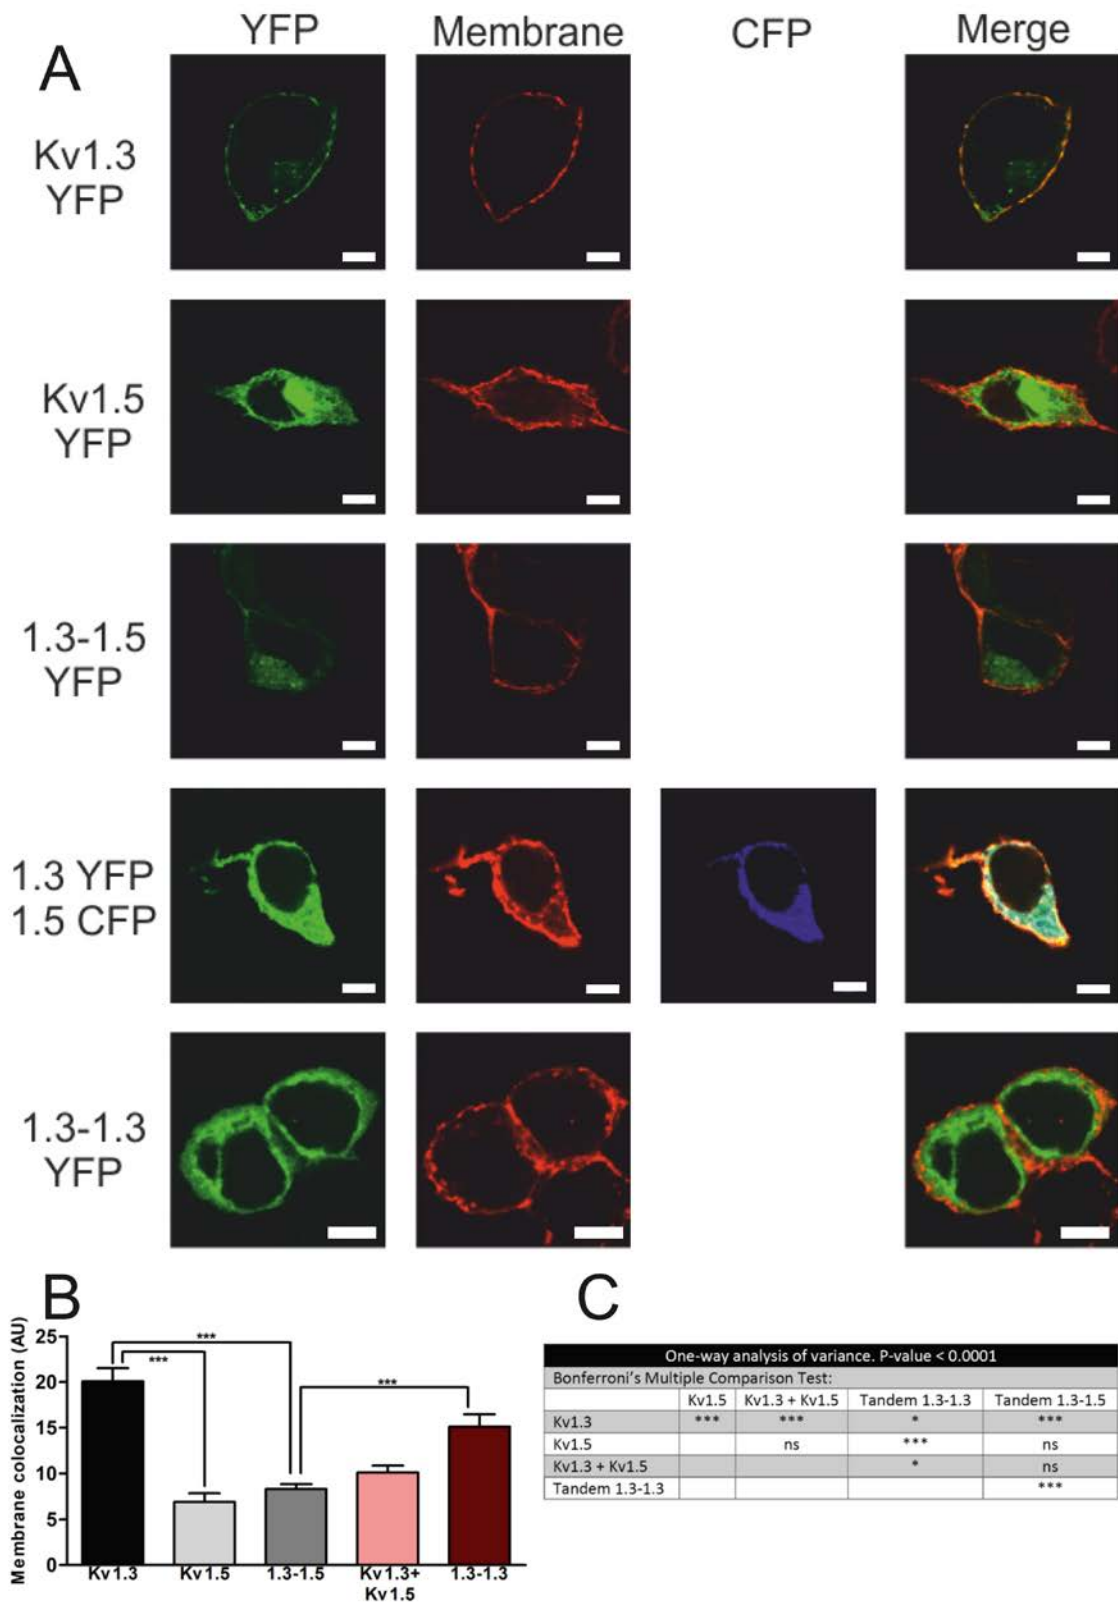 YFP Membrane CFP Merge
A
Kv1.3
YFP
Kv1.5
YFP
1.3-1.5
YFP
1.3 YFP
1.5 CFP
1.3-1.3
YFP
B
Membrane colocalization (AU)
25
20
15
10
5
0
***
***
***
Kv1.3 Kv1.5 1.3-1.5 Kv1.3+ 1.3-1.3
Kv1.5
C
One-way analysis of variance. P-value < 0.0001
Bonferroni's Multiple Comparison Test:
Kv1.5 Kv1.3 + Kv1.5 Tandem 1.3-1.3 Tandem 1.3-1.5
Kv1.3 *** *** * ***
Kv1.5 ns *** ns
Kv1.3 + Kv1.5 * ns
Tandem 1.3-1.3 ***